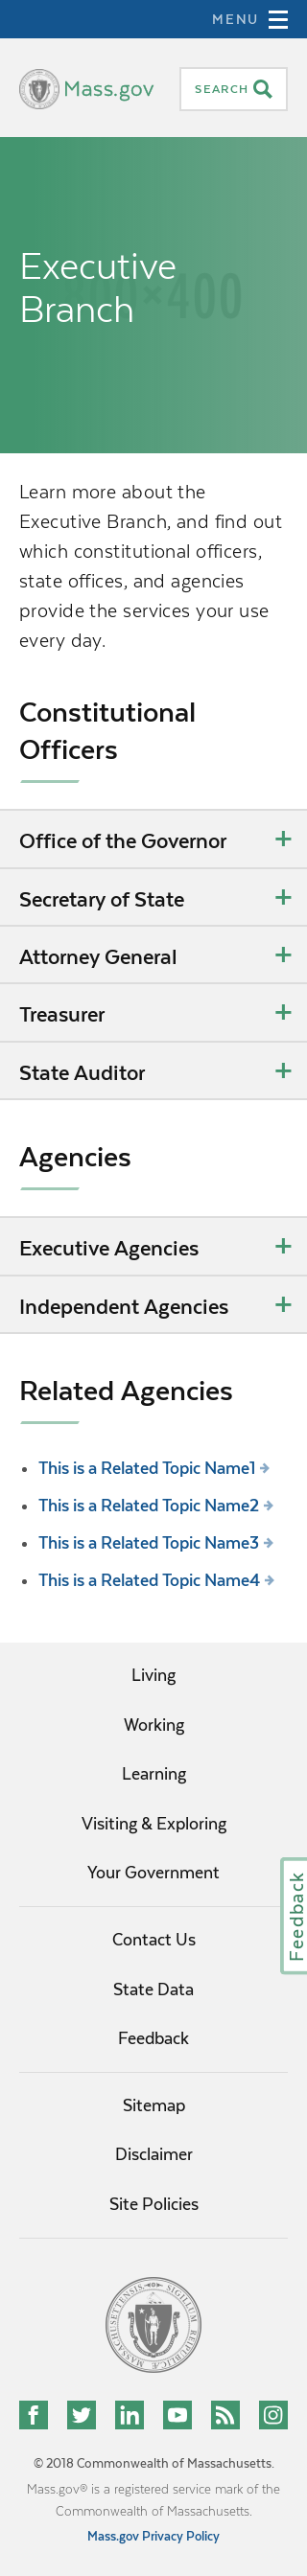 MENU
Mass.gov
SEARCH
Executive
Branch
×400
Learn more about the
Executive Branch, and find out
which constitutional officers,
state offices, and agencies
provide the services your use
every day.
Constitutional
Officers
Office of the Governor
Secretary of State
Attorney General
Treasurer
State Auditor
Agencies
Executive Agencies
Independent Agencies
Related Agencies
This is a Related Topic Name1
This is a Related Topic Name2
This is a Related Topic Name3
This is a Related Topic Name4
Living
Working
Learning
Visiting & Exploring
Your Government
Feedback
Contact Us
State Data
Feedback
Sitemap
Disclaimer
Site Policies
© 2018 Commonwealth of Massachusetts.
Mass.gov® is a registered service mark of the
Commonwealth of Massachusetts.
Mass.gov Privacy Policy